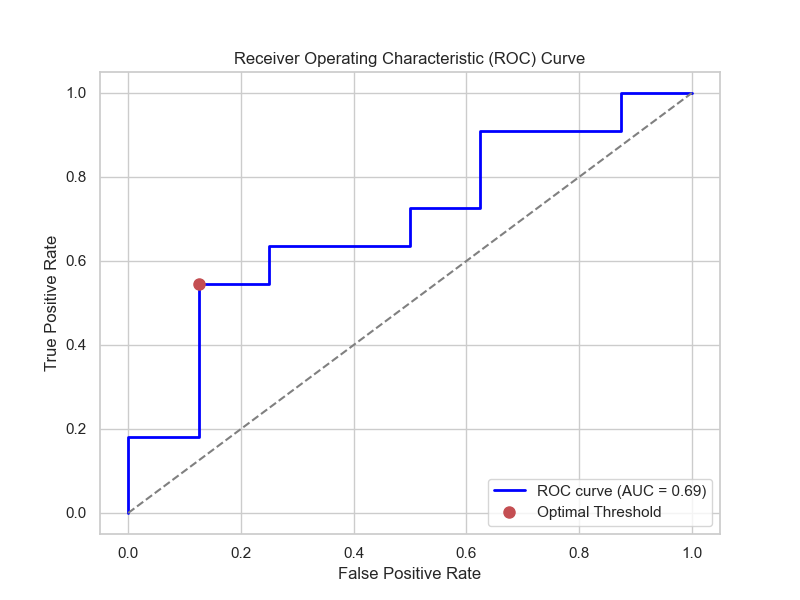 Receiver Operating Characteristic (ROC) Curve
True Positive Rate
1.0
0.8
0.6
0.4
0.2
0.0
0.0 0.2 0.4 0.6 0.8 1.0
False Positive Rate
ROC curve (AUC = 0.69)
Optimal Threshold